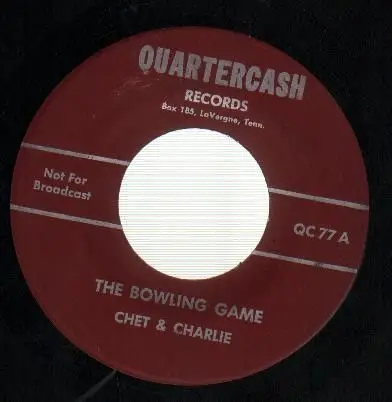 QUARTERCASH
RECORDS
Box 185, LaVergne, Tenn.
Not For
Broadcast
QC 77 A
THE BOWLING GAME
CHET & CHARLIE